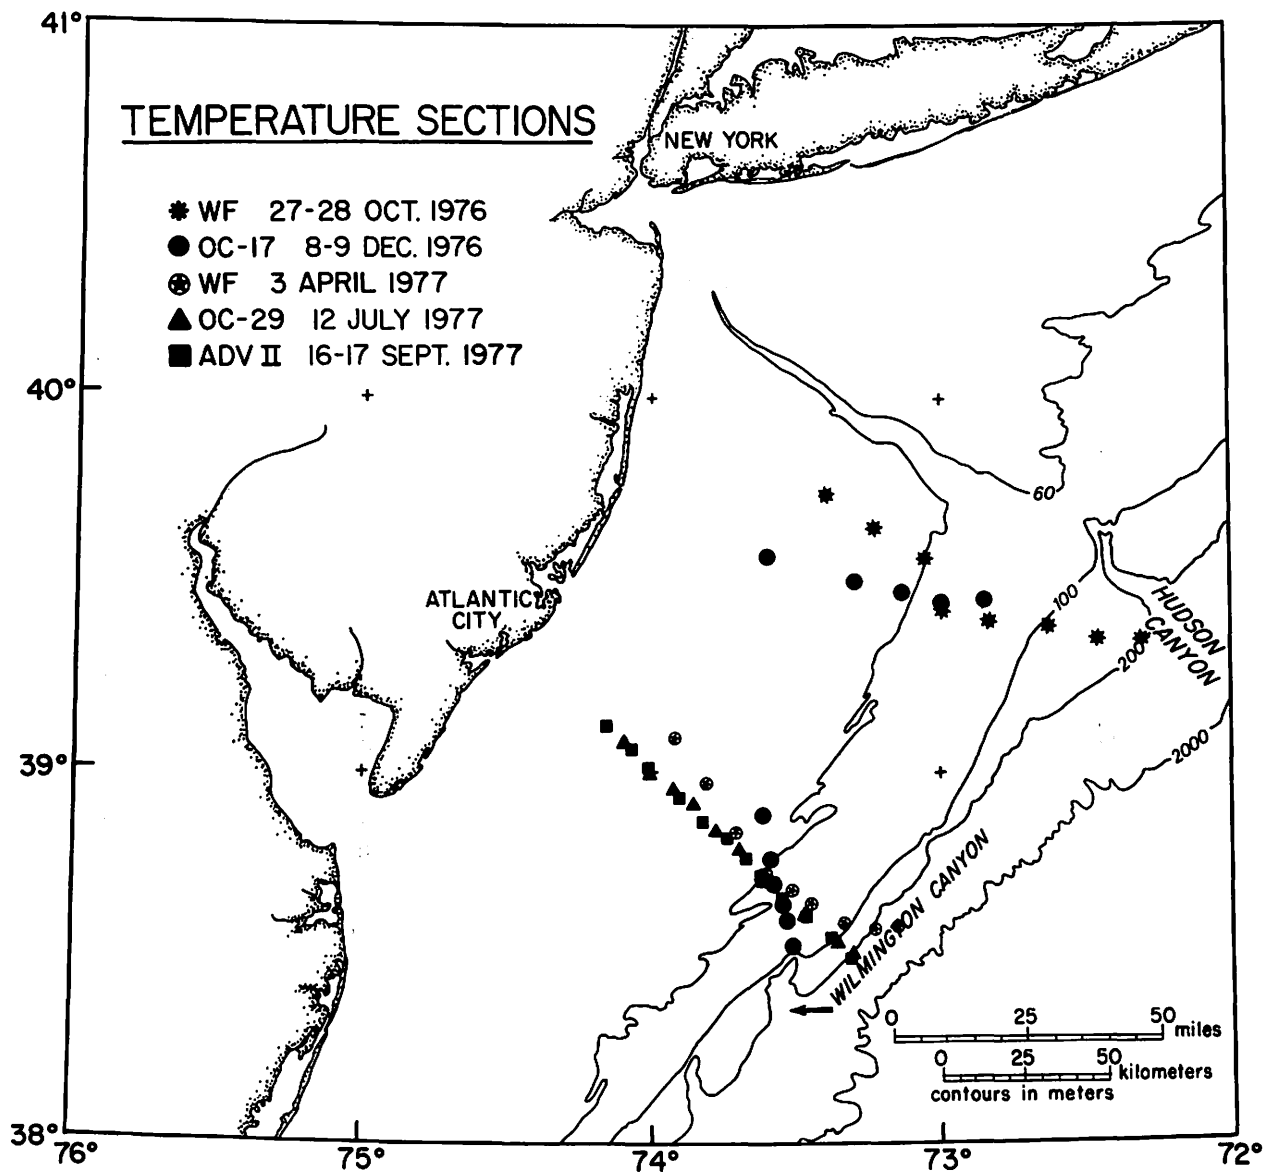 41°
TEMPERATURE SECTIONS
NEW YORK
WF 27-28 OCT. 1976
OC-17 8-9 DEC. 1976
WF 3 APRIL 1977
OC-29 12 JULY 1977
ADV II 16-17 SEPT. 1977
40°
60
ATLANTIC
CITY
100
HUDSON
CANYON
200
39°
2000
WILMINGTON CANYON
0 25 50 miles
0 25 50 kilometers
contours in meters
38°
76° 75° 74° 73° 72°